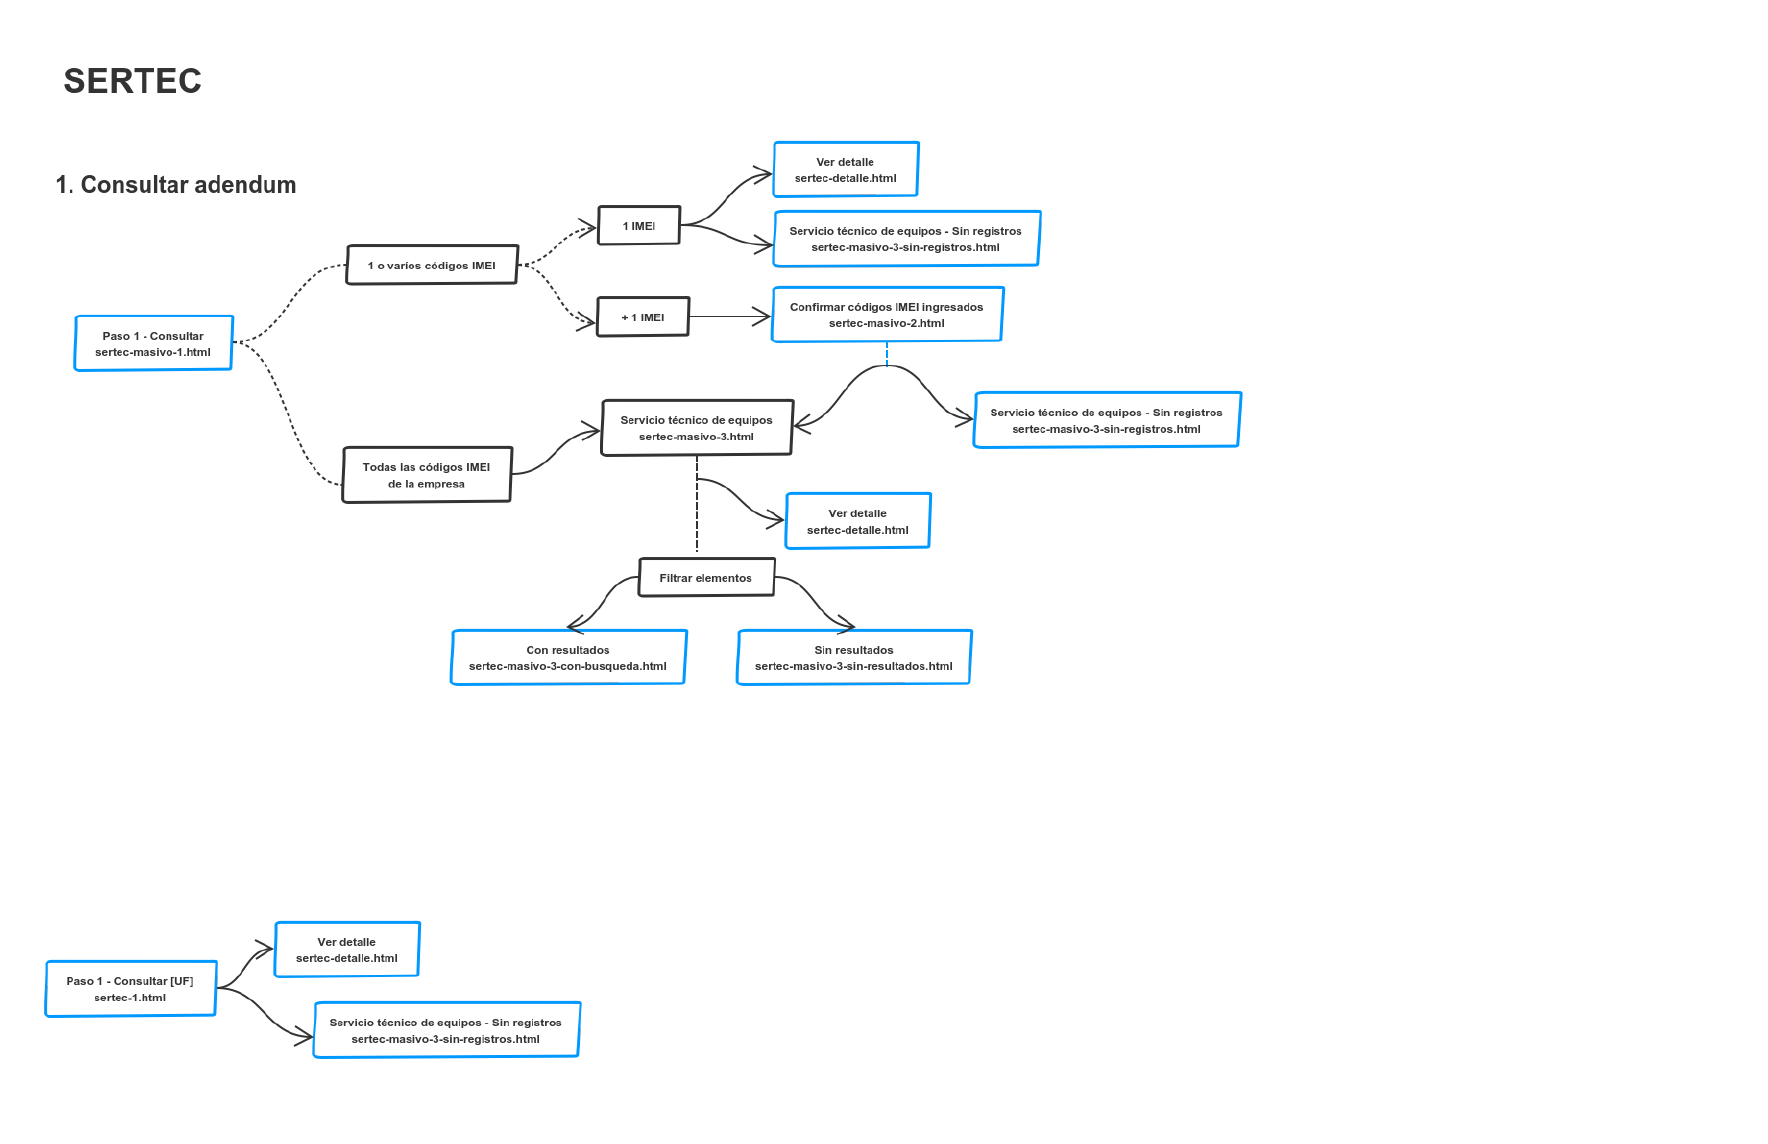 SERTEC
1. Consultar adendum
Ver detalle
sertec-detalle.html
1 IMEI
Servicio técnico de equipos - Sin registros
sertec-masivo-3-sin-registros.html
1 o varios códigos IMEI
+ 1 IMEI
Confirmar códigos IMEI ingresados
sertec-masivo-2.html
Paso 1 - Consultar
sertec-masivo-1.html
Servicio técnico de equipos
sertec-masivo-3.html
Servicio técnico de equipos - Sin registros
sertec-masivo-3-sin-registros.html
Todas las códigos IMEI
de la empresa
Ver detalle
sertec-detalle.html
Filtrar elementos
Con resultados
sertec-masivo-3-con-busqueda.html
Sin resultados
sertec-masivo-3-sin-resultados.html
Ver detalle
sertec-detalle.html
Paso 1 - Consultar [UF]
sertec-1.html
Servicio técnico de equipos - Sin registros
sertec-masivo-3-sin-registros.html